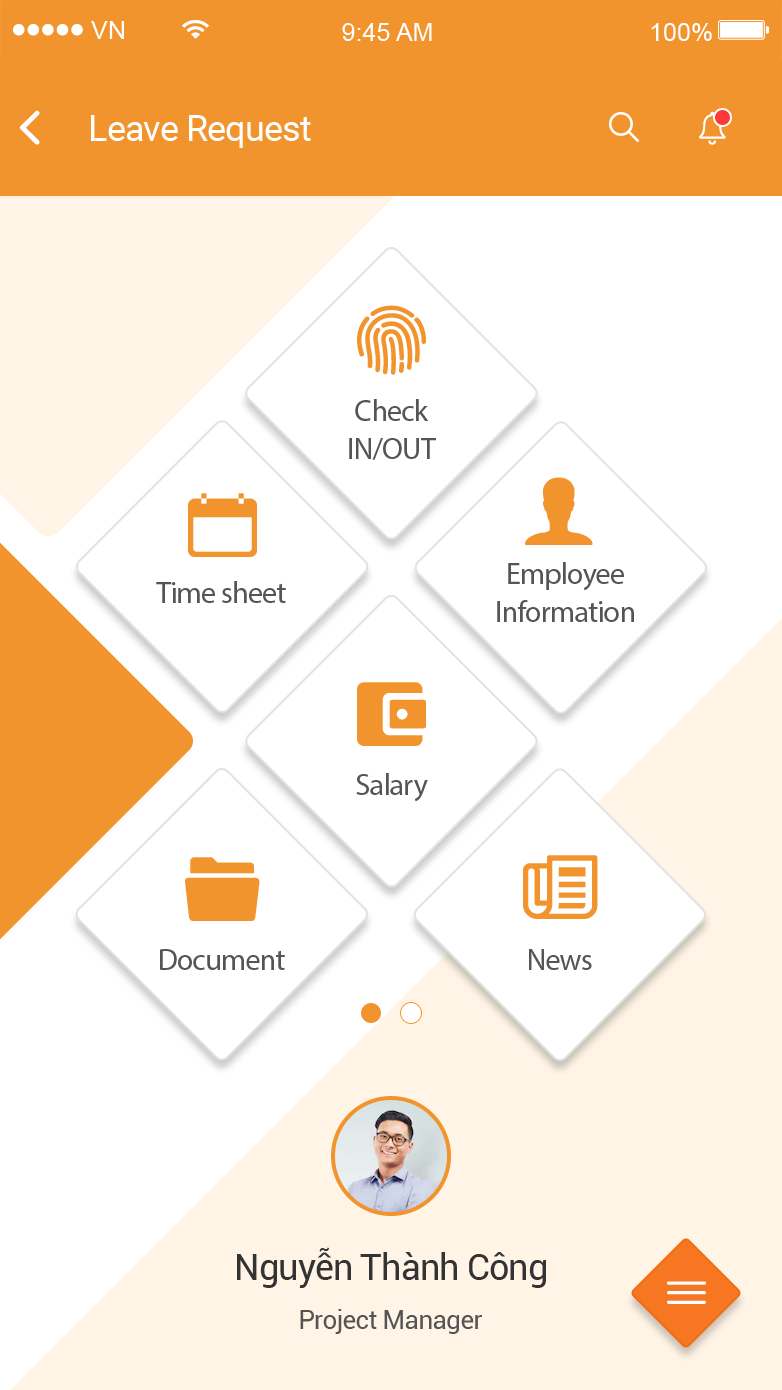 VN
9:45 AM
100%
Leave Request
Check
IN/OUT
Time sheet
Employee
Information
Salary
Document
News
Nguyễn Thành Công
Project Manager